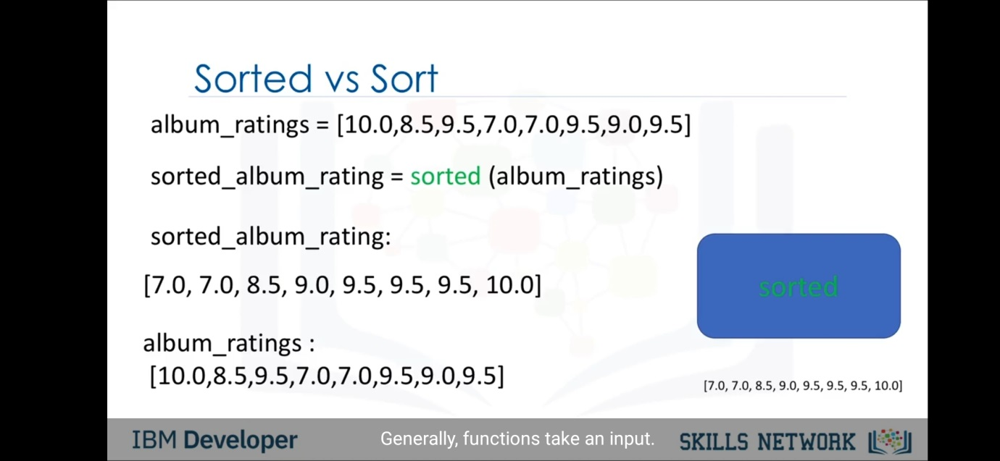 Sorted vs Sort
album_ratings = [10.0,8.5,9.5,7.0,7.0,9.5,9.0,9.5]
sorted_album_rating = sorted (album_ratings)
sorted_album_rating:
[7.0, 7.0, 8.5, 9.0, 9.5, 9.5, 9.5, 10.0]
sorted
album_ratings :
[10.0,8.5,9.5,7.0,7.0,9.5,9.0,9.5]
[7.0, 7.0, 8.5, 9.0, 9.5, 9.5, 9.5, 10.0]
IBM Developer
Generally, functions take an input.
SKILLS NETWORK